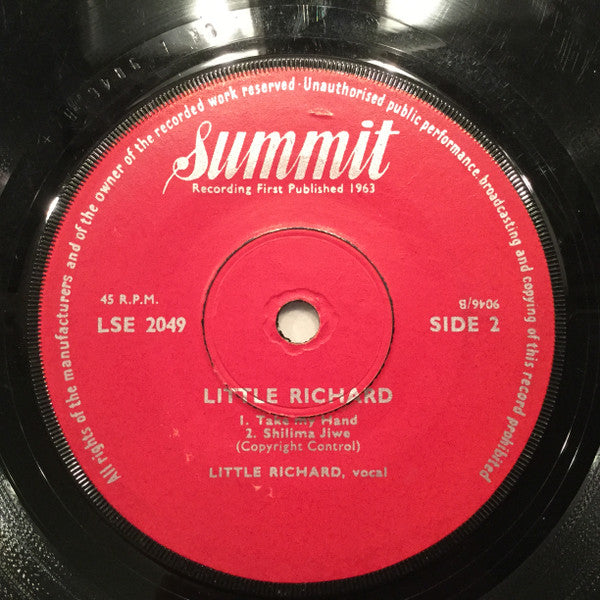 All rights of the manufacturers and of the owner of the recorded work reserved · Unauthorised public performance, broadcasting and copying of this record prohibited
Summit
Recording First Published 1963
45 R.P.M.
9046/B
LSE 2049
SIDE 2
LITTLE RICHARD
1. Take my Hand
2. Shilima Jiwe
(Copyright Control)
LITTLE RICHARD, vocal